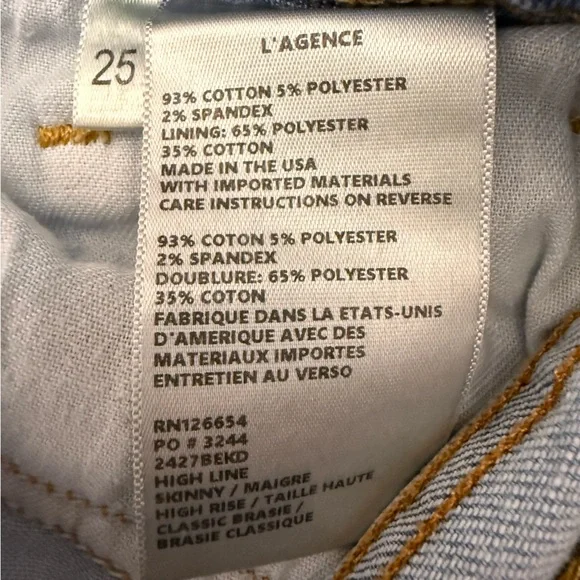 25
L'AGENCE
93% COTTON 5% POLYESTER
2% SPANDEX
LINING: 65% POLYESTER
35% COTTON
MADE IN THE USA
WITH IMPORTED MATERIALS
CARE INSTRUCTIONS ON REVERSE
93% COTON 5% POLYESTER
2% SPANDEX
DOUBLURE: 65% POLYESTER
35% COTON
FABRIQUE DANS LA ETATS-UNIS
D'AMERIQUE AVEC DES
MATERIAUX IMPORTES
ENTRETIEN AU VERSO
RN126654
PO # 3244
2427BEKD
HIGH LINE
SKINNY / MAIGRE
HIGH RISE / TAILLE HAUTE
CLASSIC BRASIE /
BRASIE CLASSIQUE